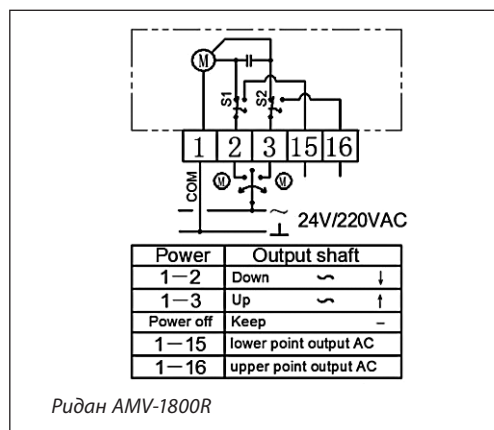 M
S1
S2
1 2 3 15 16
M M
COM
~
24V/220VAC
Power Output shaft
1—2 Down ~ ↓
1—3 Up ~ ↑
Power off Keep –
1—15 lower point output AC
1—16 upper point output AC
Ридан AMV-1800R